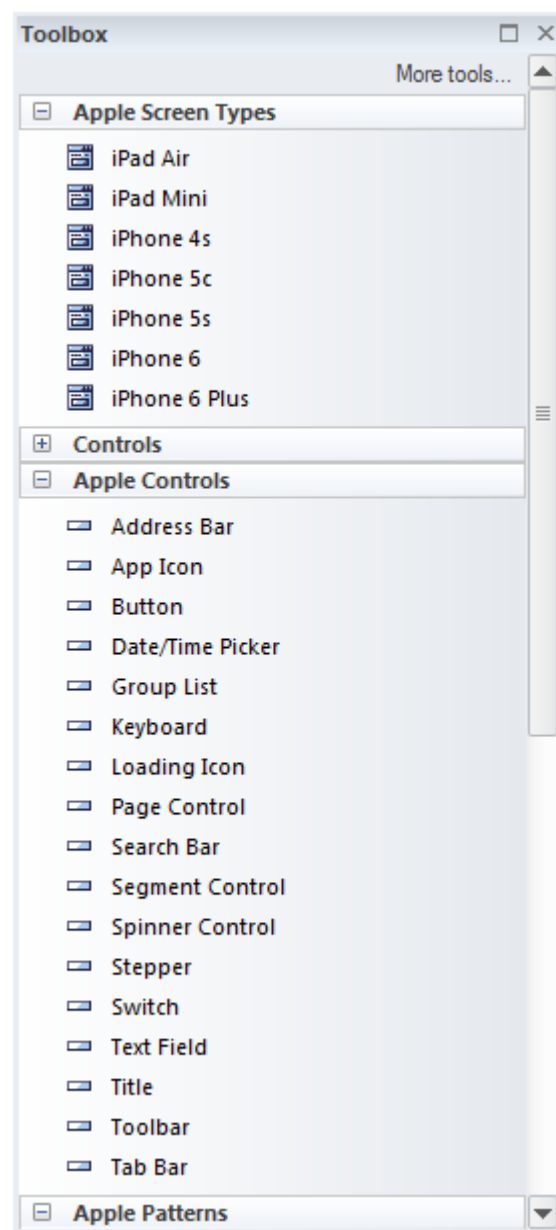 Toolbox
More tools...
Apple Screen Types
iPad Air
iPad Mini
iPhone 4s
iPhone 5c
iPhone 5s
iPhone 6
iPhone 6 Plus
Controls
Apple Controls
Address Bar
App Icon
Button
Date/Time Picker
Group List
Keyboard
Loading Icon
Page Control
Search Bar
Segment Control
Spinner Control
Stepper
Switch
Text Field
Title
Toolbar
Tab Bar
Apple Patterns